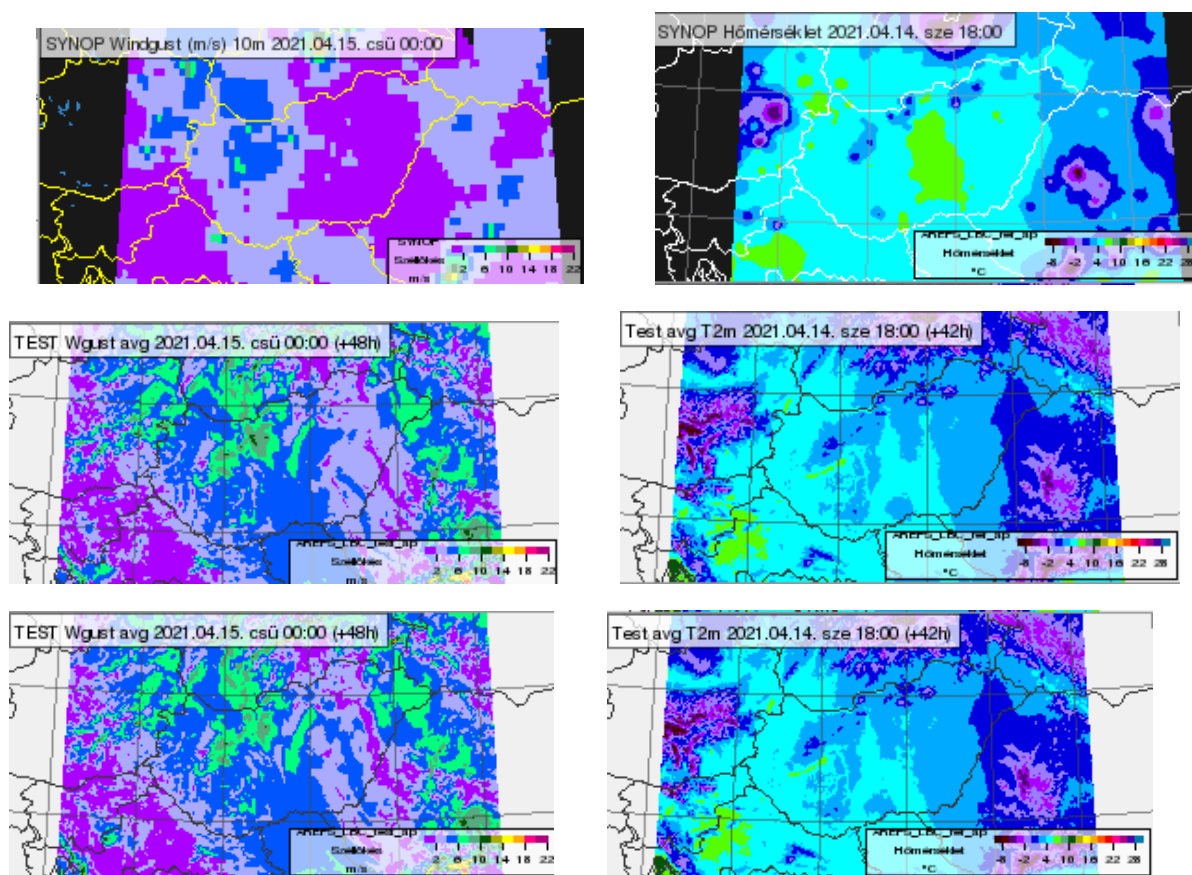 SYNOP Windgust (m/s) 10m 2021.04.15. csü 00:00
SYNOP
Széllökés
m/s
2 6 10 14 18 22
SYNOP Hőmérséklet 2021.04.14. sze 18:00
Hőmérséklet
°C
-8 -2 4 10 16 22 28
TEST Wgust avg 2021.04.15. csü 00:00 (+48h)
Széllökés
m/s
2 6 10 14 18 22
Test avg T2m 2021.04.14. sze 18:00 (+42h)
Hőmérséklet
°C
-8 -2 4 10 16 22 28
TEST Wgust avg 2021.04.15. csü 00:00 (+48h)
Széllökés
m/s
2 6 10 14 18 22
Test avg T2m 2021.04.14. sze 18:00 (+42h)
Hőmérséklet
°C
-8 -2 4 10 16 22 28